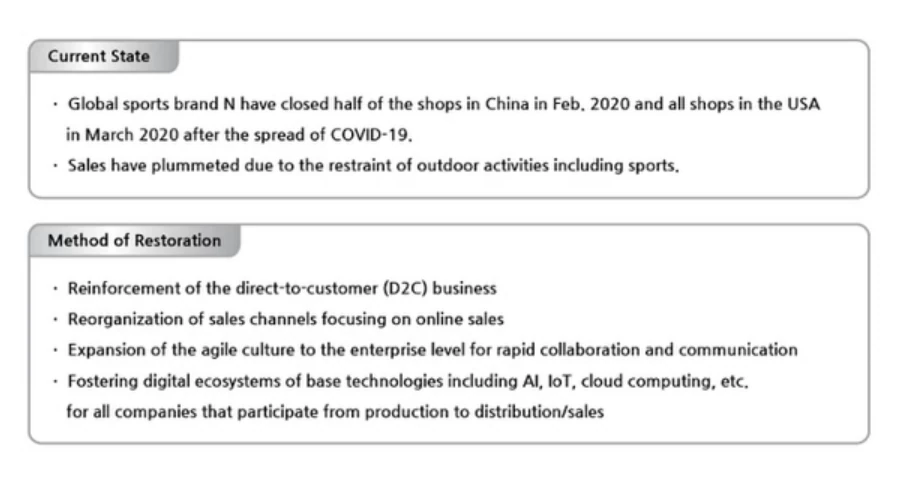 Current State
· Global sports brand N have closed half of the shops in China in Feb. 2020 and all shops in the USA
in March 2020 after the spread of COVID-19.
· Sales have plummeted due to the restraint of outdoor activities including sports.
Method of Restoration
· Reinforcement of the direct-to-customer (D2C) business
· Reorganization of sales channels focusing on online sales
· Expansion of the agile culture to the enterprise level for rapid collaboration and communication
· Fostering digital ecosystems of base technologies including AI, IoT, cloud computing, etc.
for all companies that participate from production to distribution/sales